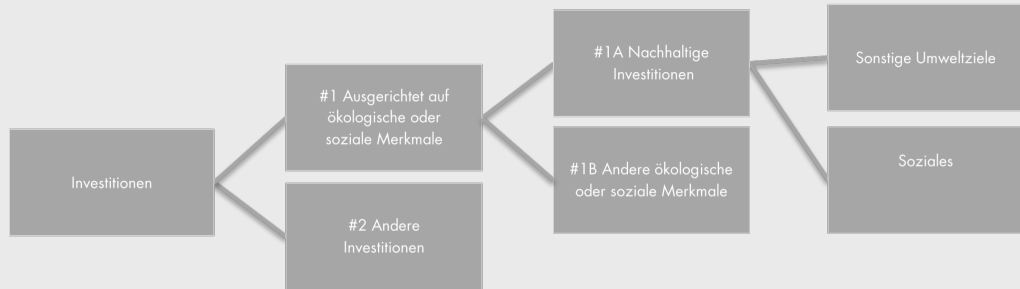 Investitionen
#1 Ausgerichtet auf
ökologische oder
soziale Merkmale
#2 Andere
Investitionen
#1A Nachhaltige
Investitionen
#1B Andere ökologische
oder soziale Merkmale
Sonstige Umweltziele
Soziales